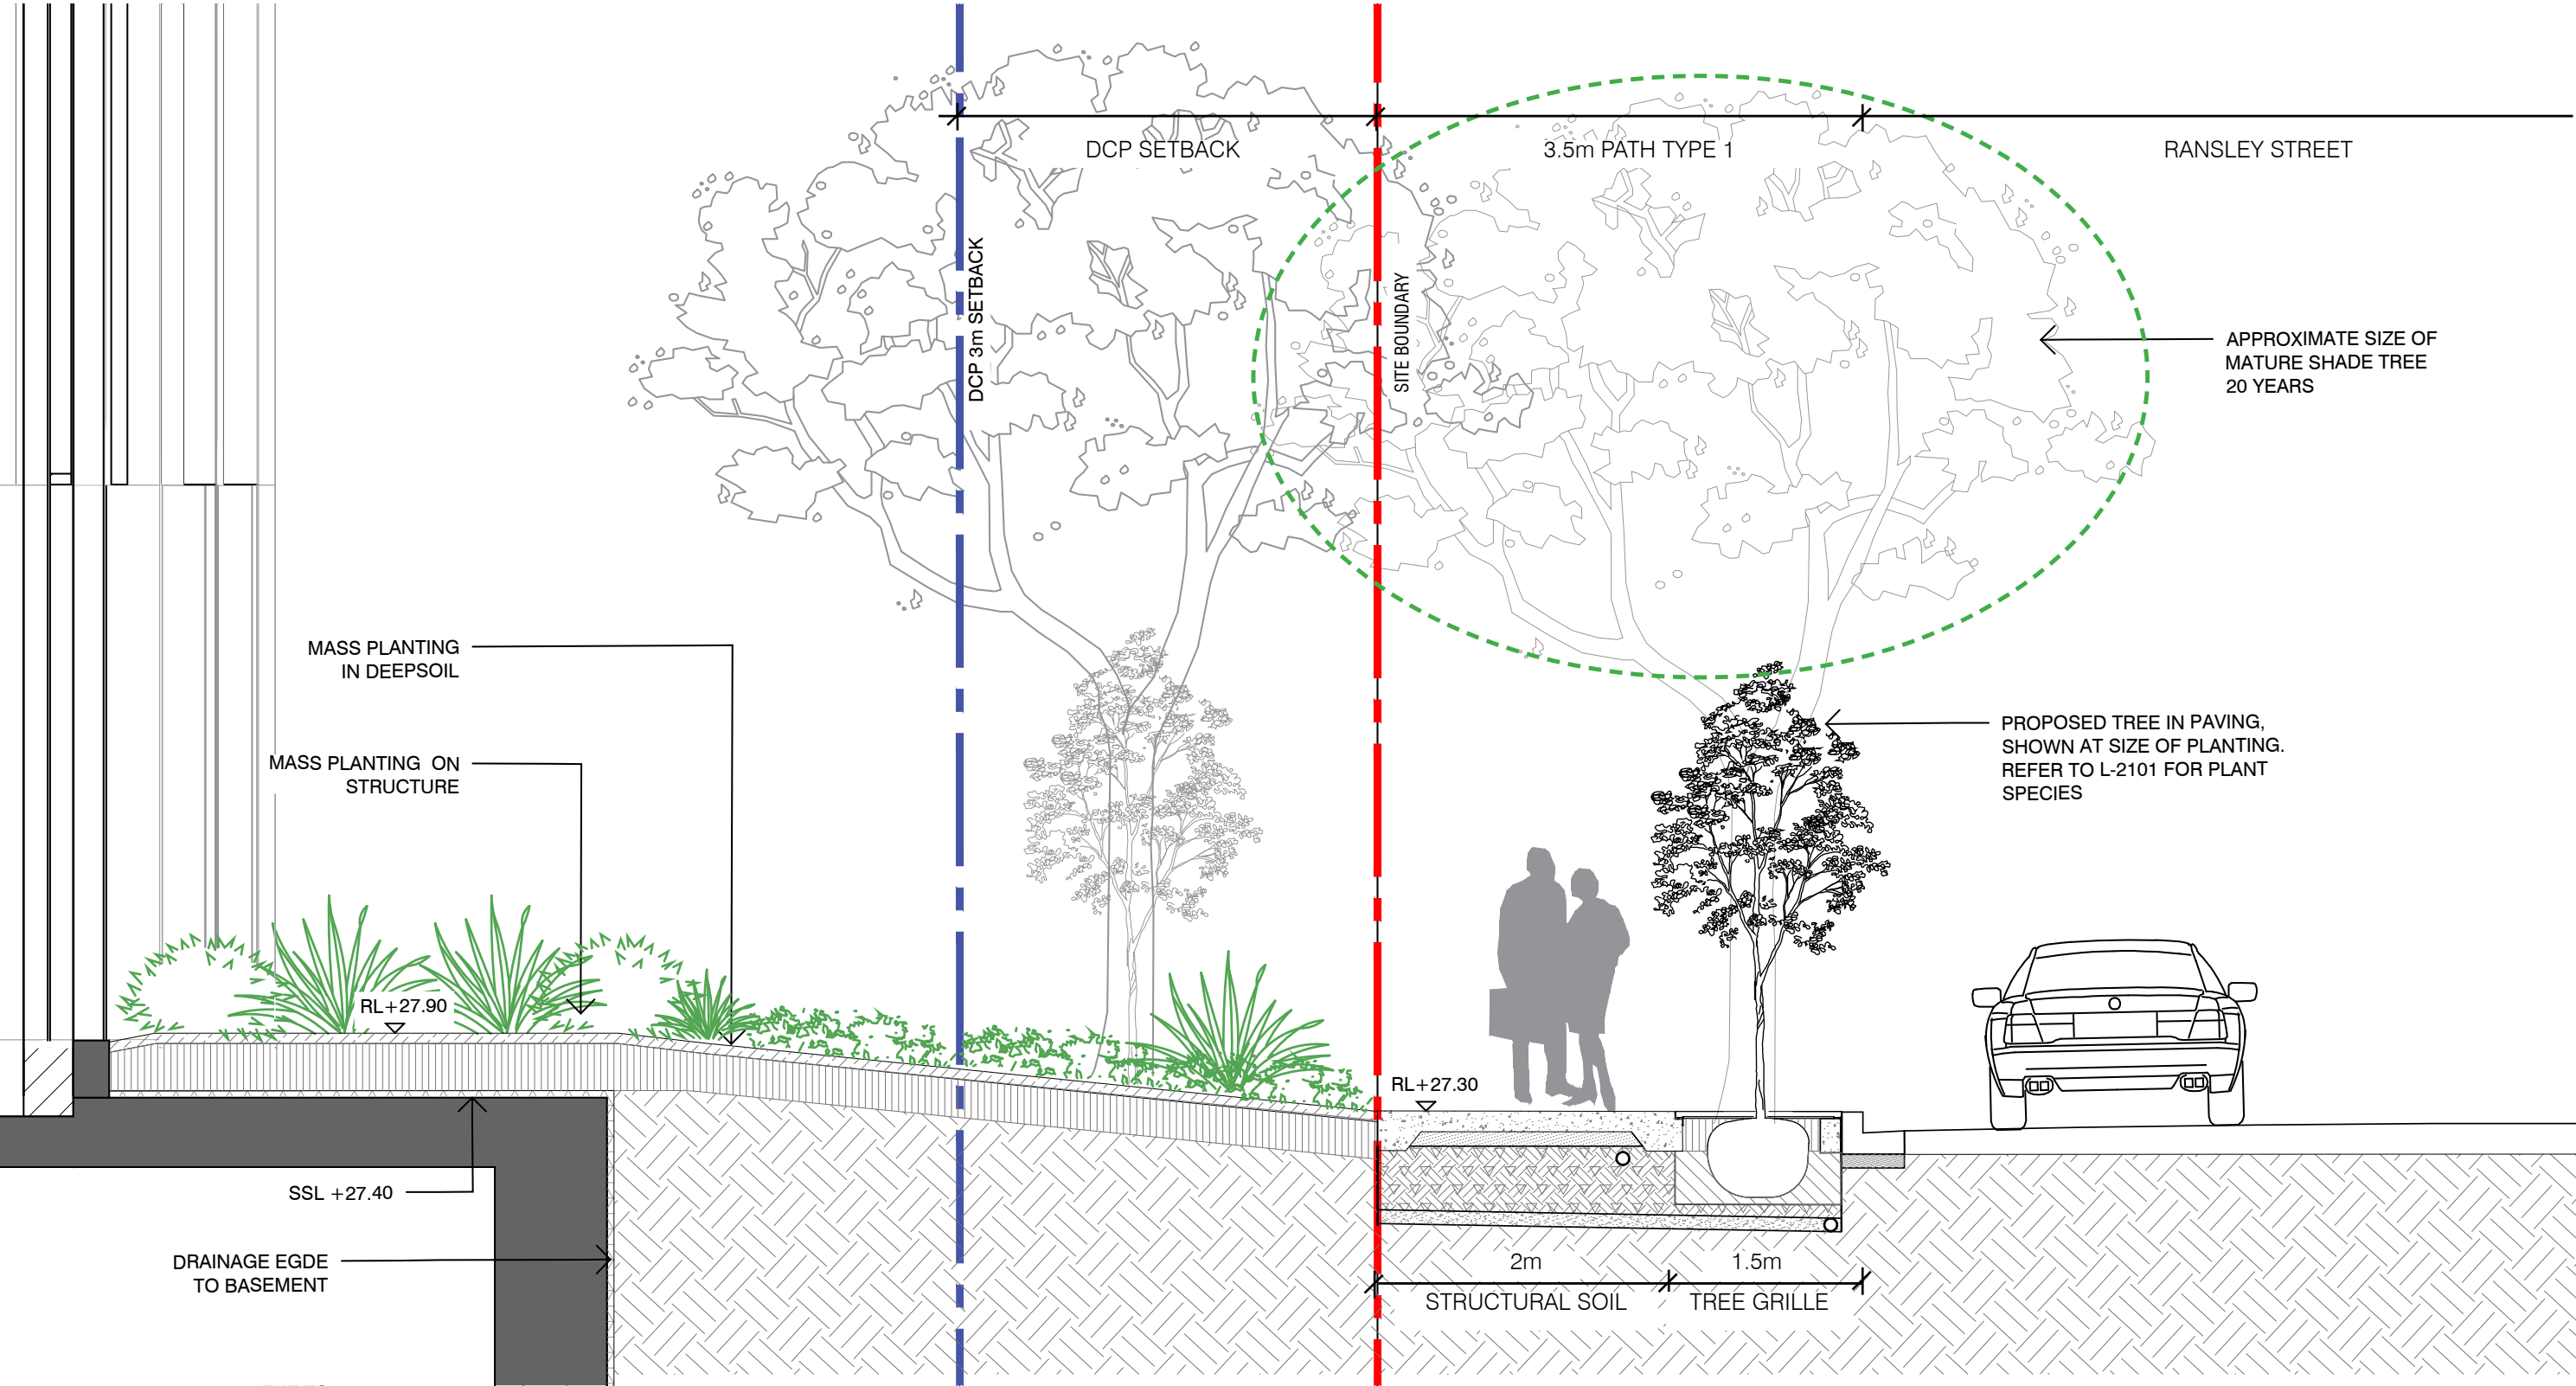 DCP SETBACK
3.5m PATH TYPE 1
RANSLEY STREET
DCP 3m SETBACK
SITE BOUNDARY
APPROXIMATE SIZE OF
MATURE SHADE TREE
20 YEARS
MASS PLANTING
IN DEEPSOIL
MASS PLANTING ON
STRUCTURE
PROPOSED TREE IN PAVING,
SHOWN AT SIZE OF PLANTING.
REFER TO L-2101 FOR PLANT
SPECIES
RL+27.90
RL+27.30
SSL +27.40
DRAINAGE EGDE
TO BASEMENT
2m
1.5m
STRUCTURAL SOIL
TREE GRILLE